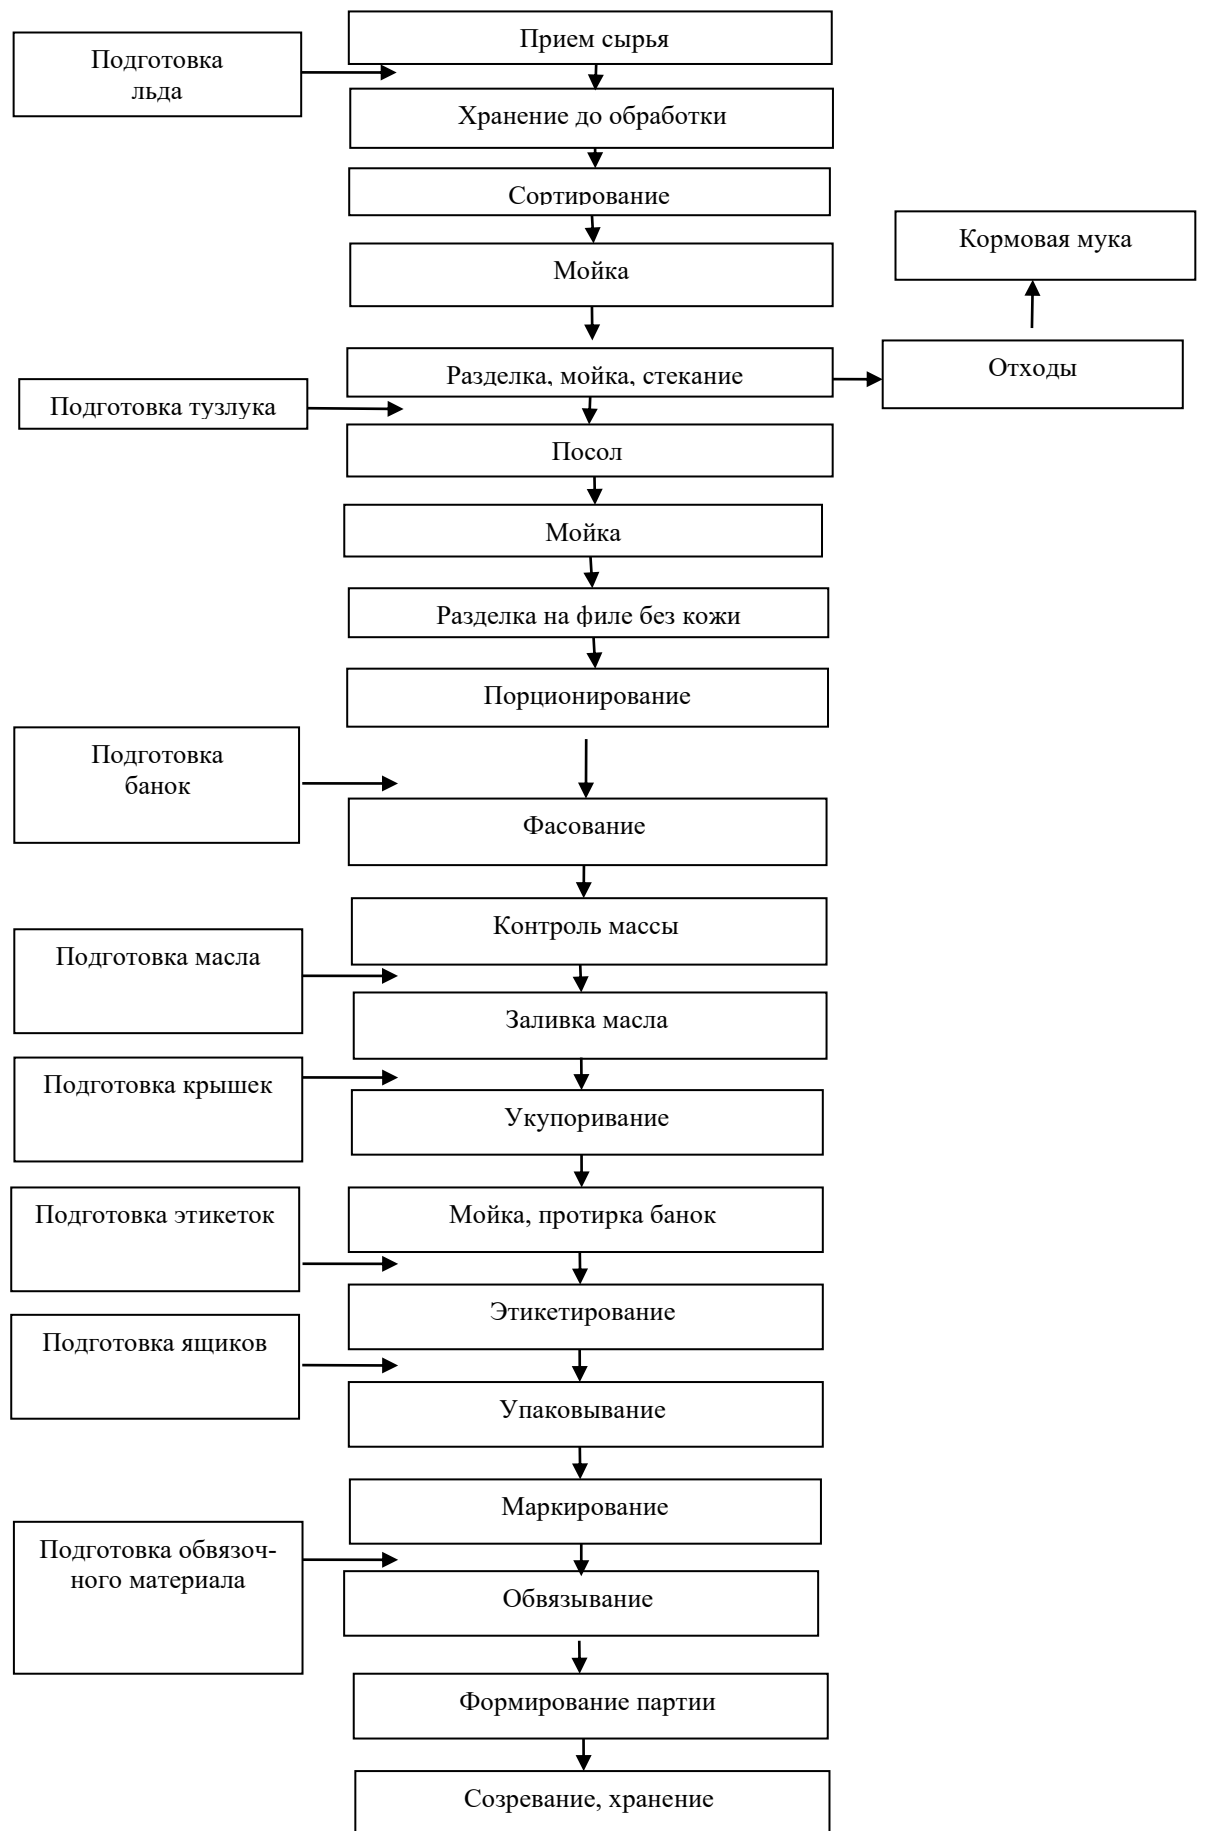 Прием сырья
Подготовка
льда
Хранение до обработки
Сортирование
Кормовая мука
Мойка
Отходы
Разделка, мойка, стекание
Подготовка тузлука
Посол
Мойка
Разделка на филе без кожи
Порционирование
Подготовка
банок
Фасование
Контроль массы
Подготовка масла
Заливка масла
Подготовка крышек
Укупоривание
Подготовка этикеток
Мойка, протирка банок
Этикетирование
Подготовка ящиков
Упаковывание
Маркирование
Подготовка обвязоч-
ного материала
Обвязывание
Формирование партии
Созревание, хранение